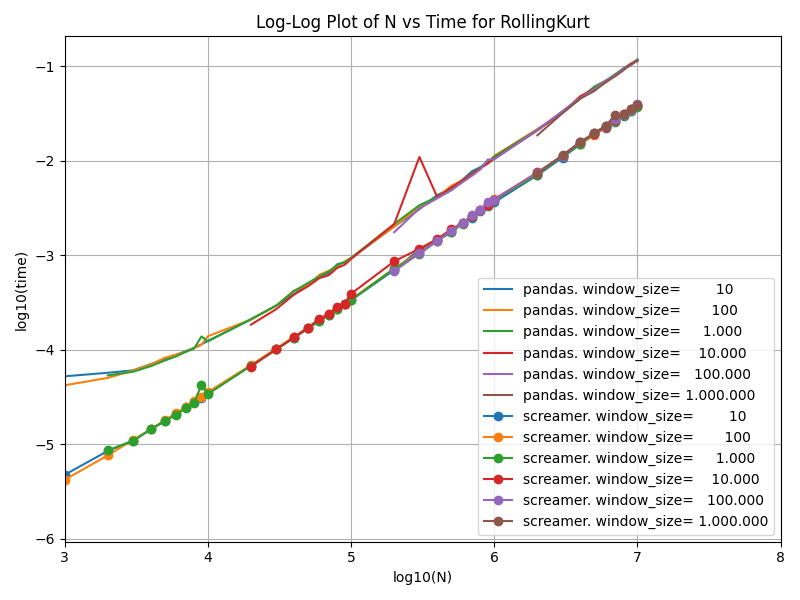 Log-Log Plot of N vs Time for RollingKurt
log10(time)
−1
−2
−3
−4
−5
−6
pandas. window_size= 10
pandas. window_size= 100
pandas. window_size= 1.000
pandas. window_size= 10.000
pandas. window_size= 100.000
pandas. window_size= 1.000.000
screamer. window_size= 10
screamer. window_size= 100
screamer. window_size= 1.000
screamer. window_size= 10.000
screamer. window_size= 100.000
screamer. window_size= 1.000.000
3 4 5 6 7 8
log10(N)